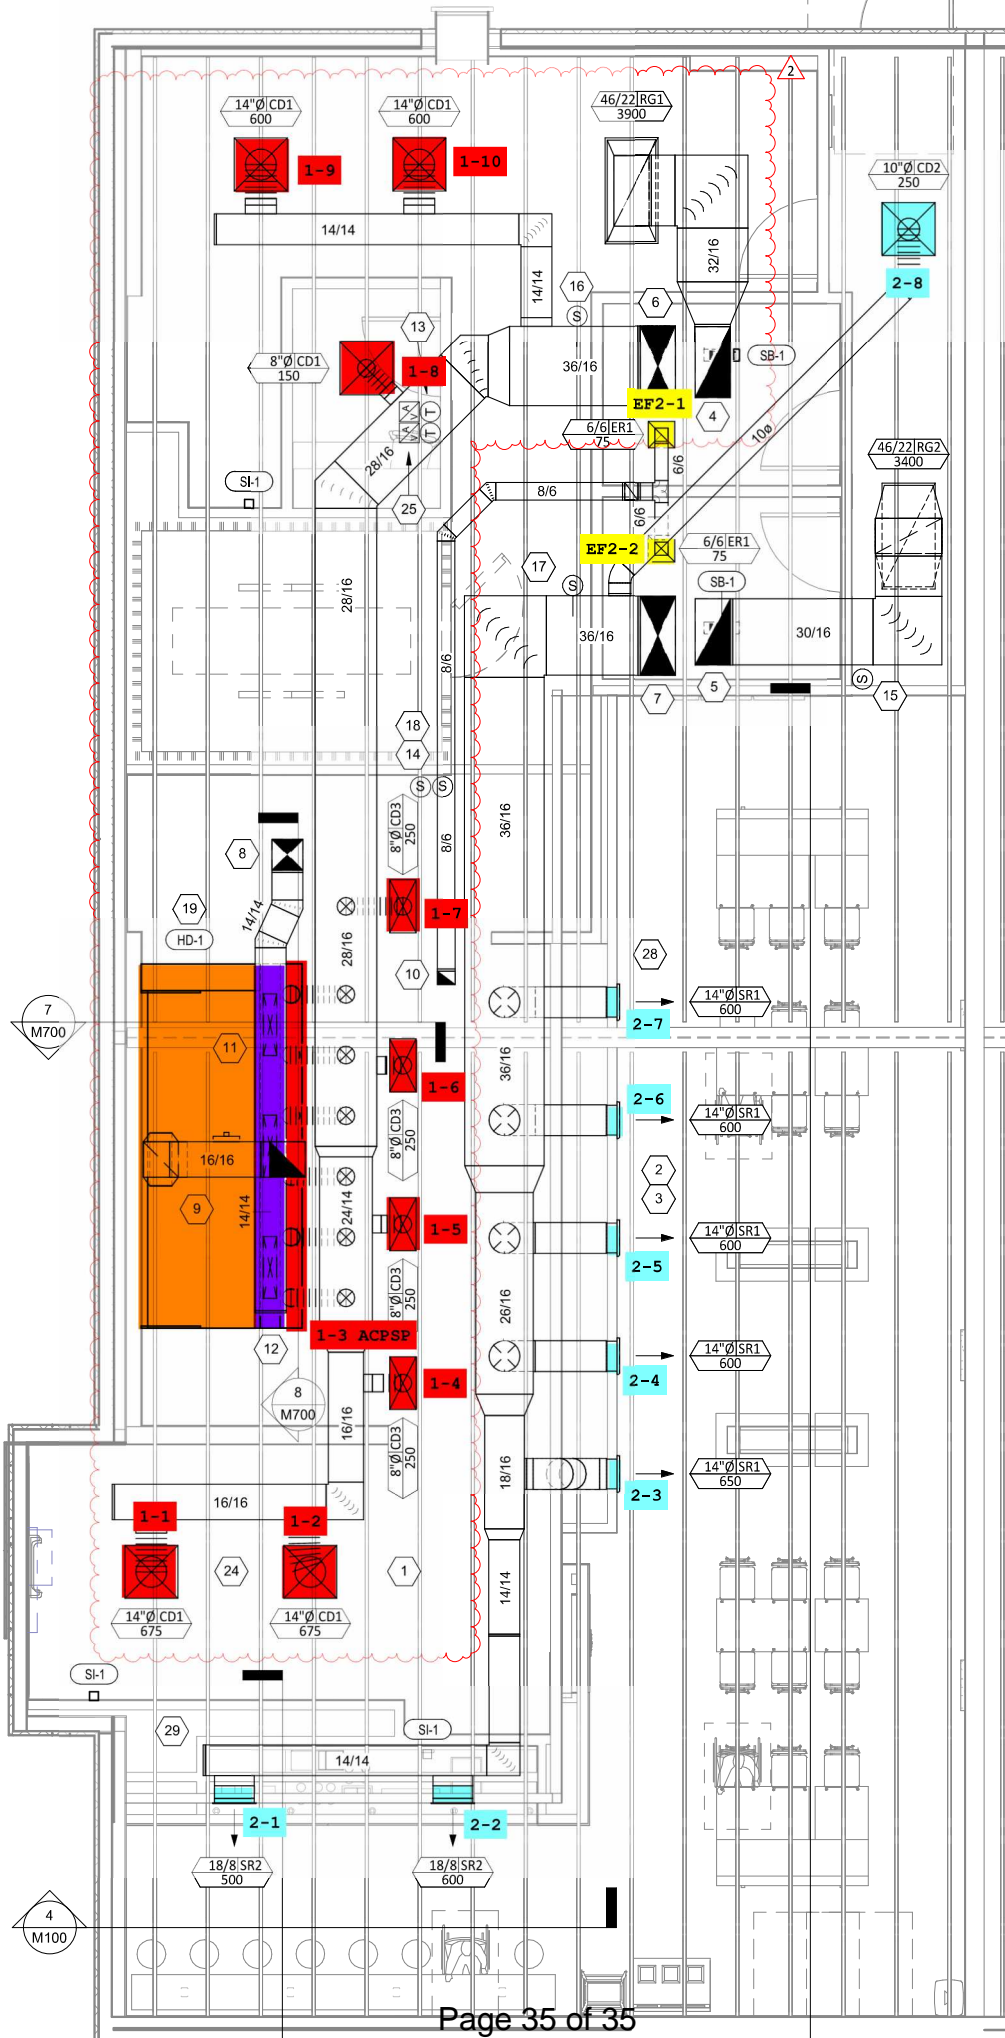 2
14"Ø CD1
600
14"Ø CD1
600
46/22 RG1
3900
1-9
1-10
10"Ø CD2
250
14/14
14/14
32/16
2-8
16
6
13
8"Ø CD1
150
1-8
36/16
SB-1
EF2-1
4
6/6 ER1
75
10ø
46/22 RG2
3400
A
V
T
A
V
T
28/16
6/6
SI-1
8/6
25
6/6
EF2-2
6/6 ER1
75
17
SB-1
28/16
S
S
36/16
30/16
8/6
S
5
7
15
18
14
S
S
8"Ø CD3
250
36/16
8/6
8
19
14/14
1-7
HD-1
28/16
28
10
7
M700
14"Ø SR1
600
2-7
11
36/16
1-6
2-6
14"Ø SR1
600
8"Ø CD3
250
16/16
2
3
9
14/14
24/14
1-5
14"Ø SR1
600
2-5
8"Ø CD3
250
26/16
1-3 ACPSP
12
14"Ø SR1
600
1-4
2-4
8
M700
16/16
8"Ø CD3
250
18/16
14"Ø SR1
650
2-3
16/16
1-1
1-2
24
1
14/14
14"Ø CD1
675
14"Ø CD1
675
SI-1
29
SI-1
14/14
2-1
2-2
18/8 SR2
500
18/8 SR2
600
4
M100
Page 35 of 35